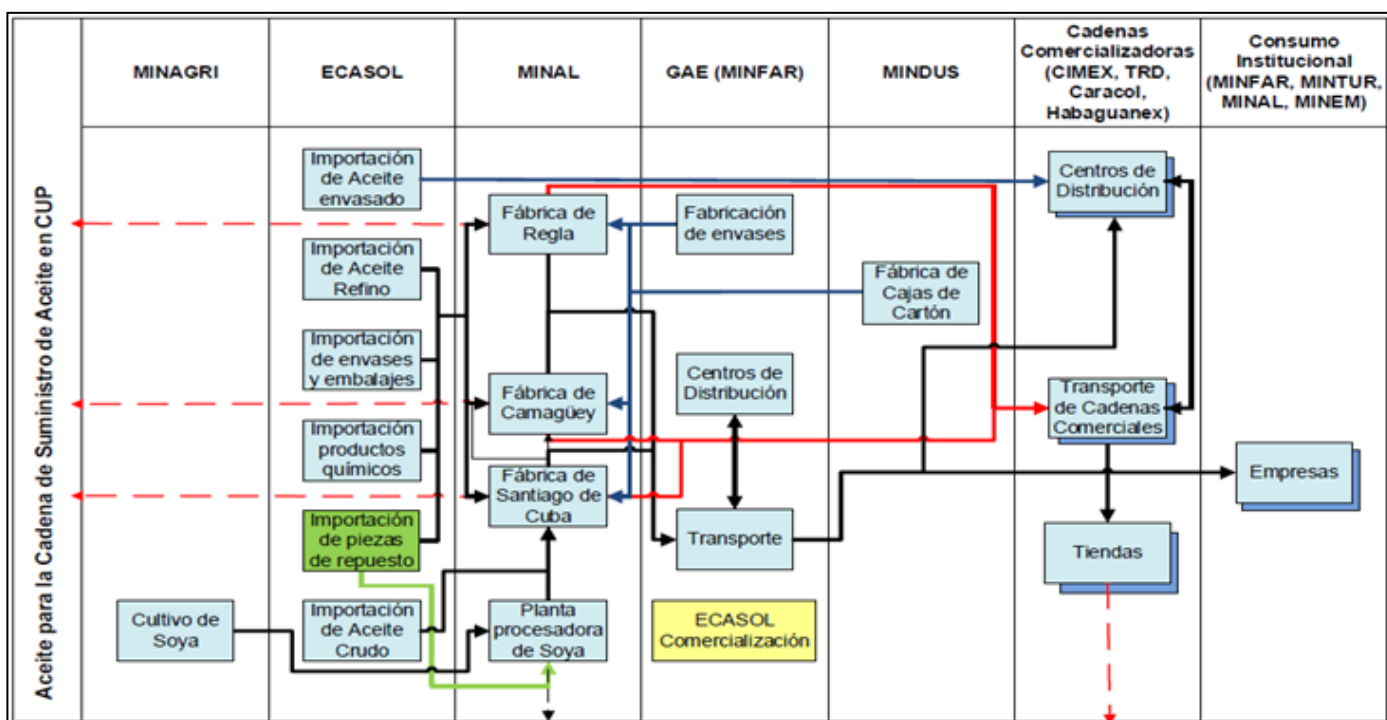 Aceite para la Cadena de Suministro de Aceite en CUP
MINAGRI
ECASOL
MINAL
GAE (MINFAR)
MINDUS
Cadenas
Comercializadoras
(CIMEX, TRD,
Caracol,
Habaguanex)
Consumo
Institucional
(MINFAR, MINTUR,
MINAL, MINEM)
Importación
de Aceite
envasado
Centros de
Distribución
Fábrica de
Regla
Fabricación
de envases
Importación
de Aceite
Refino
Fábrica de
Cajas de
Cartón
Importación
de envases
y embalajes
Centros de
Distribución
Fábrica de
Camagüey
Transporte
de Cadenas
Comerciales
Importación
productos
químicos
Fábrica de
Santiago de
Cuba
Empresas
Importación
de piezas
de repuesto
Transporte
Tiendas
Cultivo de
Soya
Importación
de Aceite
Crudo
Planta
procesadora
de Soya
ECASOL
Comercialización